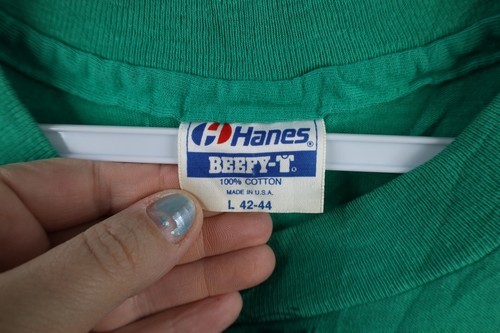 Hanes®
BEEFY-T®
100% COTTON
MADE IN U.S.A.
L 42-44